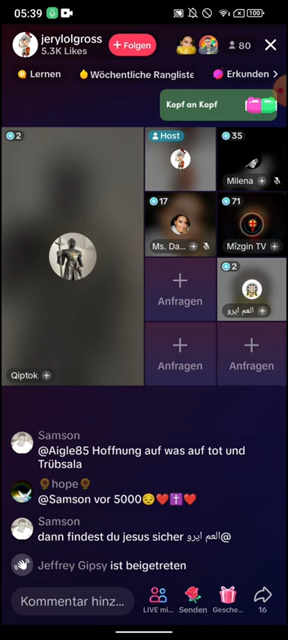 05:39
100
jerylolgross
5.3K Likes
+ Folgen
80
Lernen
Wöchentliche Rangliste
Erkunden
Kopf an Kopf
2
Host
35
Milena
17
Ms. Da...
71
Mîzgin TV
Anfragen
2
العم ايرو
Anfragen
Anfragen
Qiptok
Samson
@Aigle85 Hoffnung auf was auf tot und
Trübsala
🌻hope🌻
@Samson vor 5000😔❤️✝️❤️
Samson
dann findest du jesus sicher العم ايرو@
Jeffrey Gipsy ist beigetreten
Kommentar hinz...
LIVE mi...
Senden
Gesche...
16